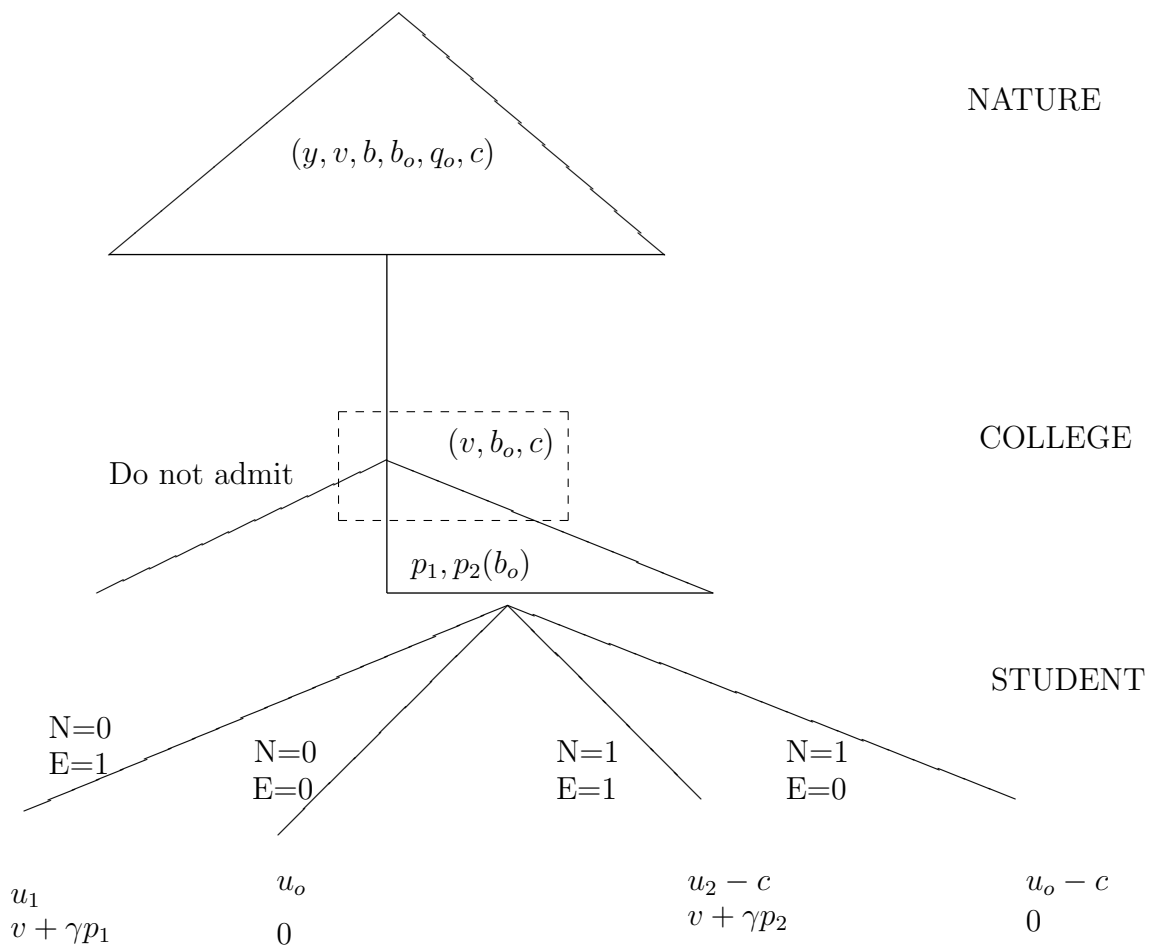 NATURE
(y, v, b, b_o, q_o, c)
COLLEGE
(v, b_o, c)
Do not admit
p_1, p_2(b_o)
STUDENT
N=0
E=1
N=0
E=0
N=1
E=1
N=1
E=0
u_1
v + γp_1
u_o
0
u_2 − c
v + γp_2
u_o − c
0